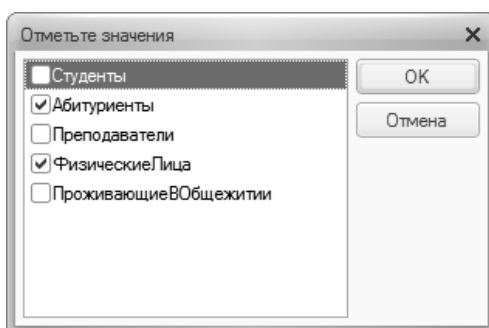 Отметьте значения
Студенты
OK
Абитуриенты
Отмена
Преподаватели
ФизическиеЛица
ПроживающиеВОбщежитии